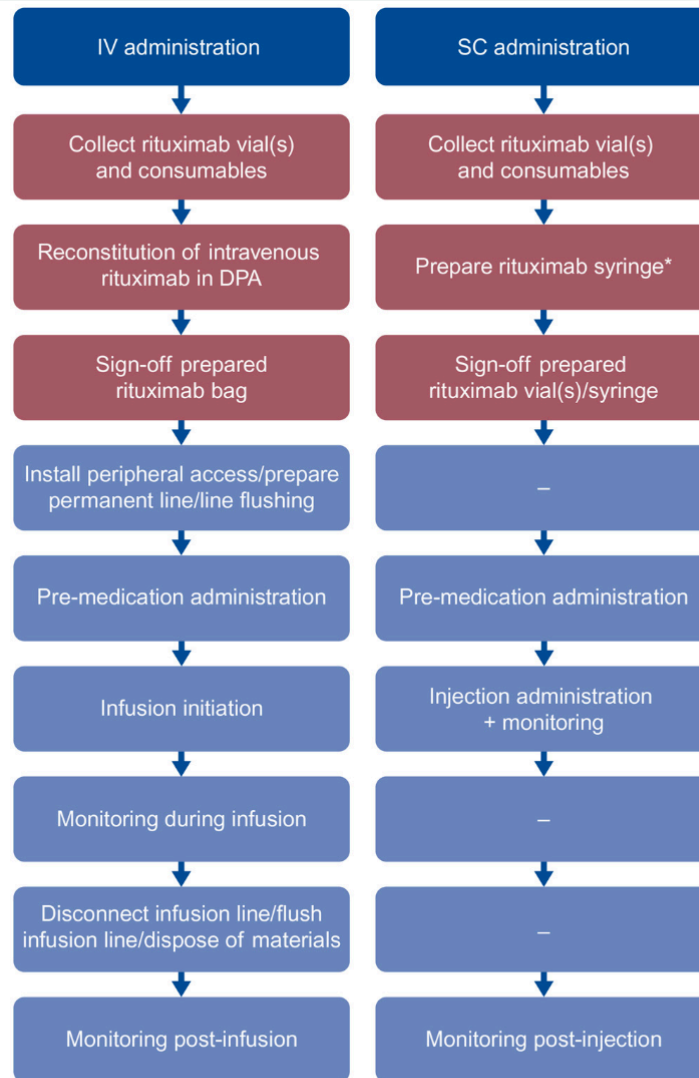 IV administration
SC administration
Collect rituximab vial(s)
and consumables
Collect rituximab vial(s)
and consumables
Reconstitution of intravenous
rituximab in DPA
Prepare rituximab syringe*
Sign-off prepared
rituximab bag
Sign-off prepared
rituximab vial(s)/syringe
Install peripheral access/prepare
permanent line/line flushing
–
Pre-medication administration
Pre-medication administration
Infusion initiation
Injection administration
+ monitoring
Monitoring during infusion
–
Disconnect infusion line/flush
infusion line/dispose of materials
–
Monitoring post-infusion
Monitoring post-injection